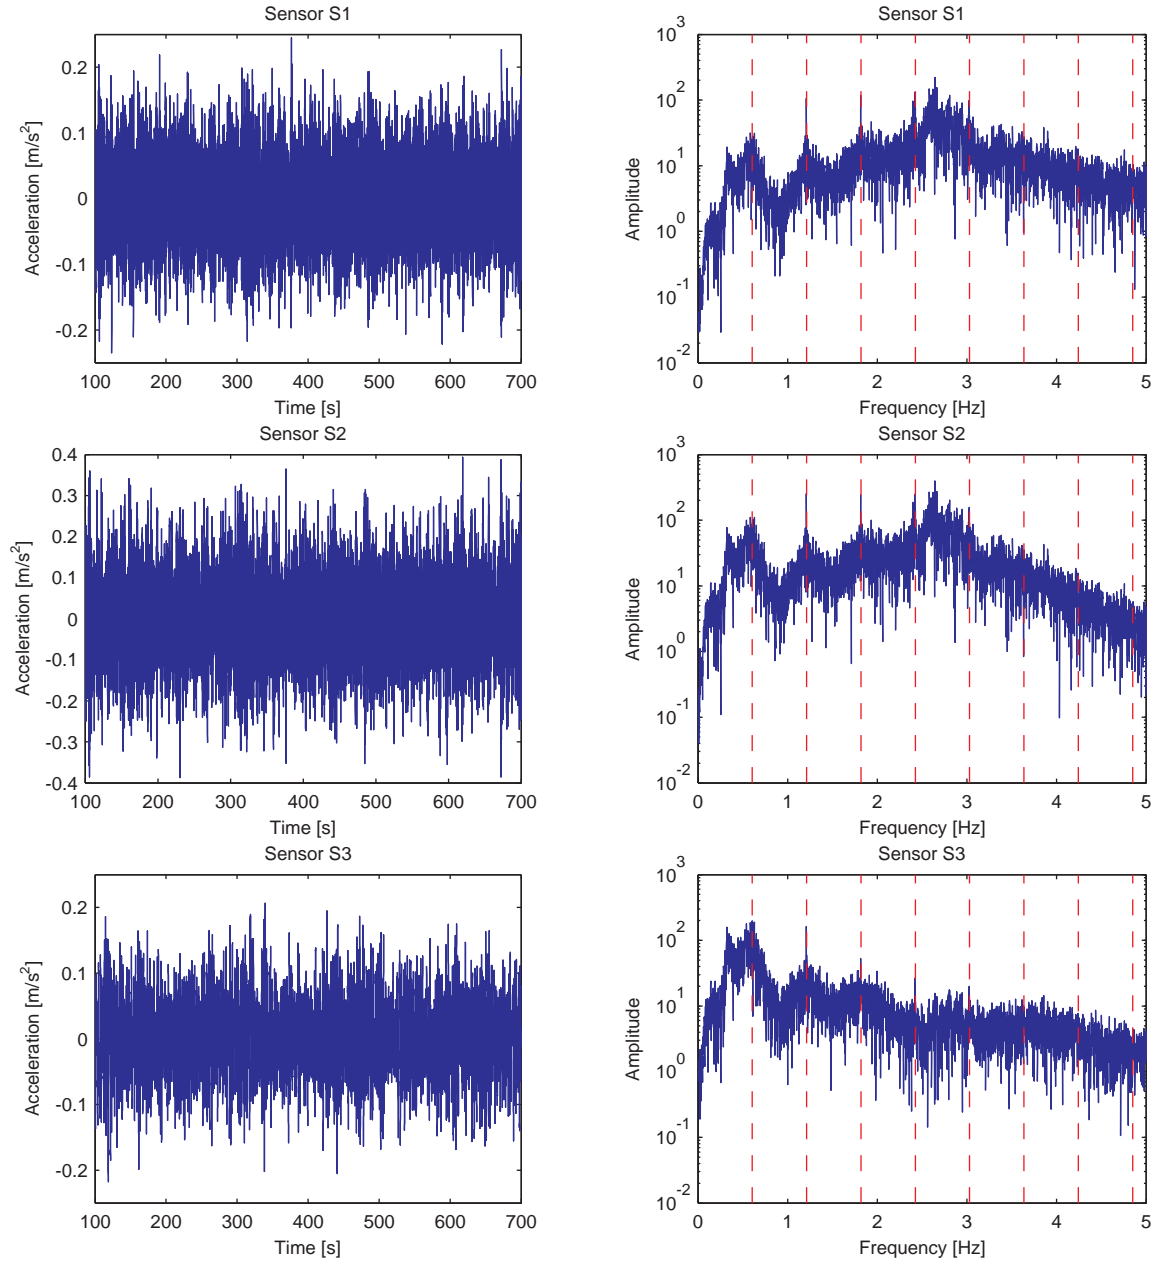 Sensor S1
Acceleration [m/s²]
0.2
0.1
0
-0.1
-0.2
100 200 300 400 500 600 700
Time [s]
Sensor S1
Amplitude
10³
10²
10¹
10⁰
10⁻¹
10⁻²
0 1 2 3 4 5
Frequency [Hz]
Sensor S2
Acceleration [m/s²]
0.4
0.3
0.2
0.1
0
-0.1
-0.2
-0.3
-0.4
100 200 300 400 500 600 700
Time [s]
Sensor S2
Amplitude
10³
10²
10¹
10⁰
10⁻¹
10⁻²
0 1 2 3 4 5
Frequency [Hz]
Sensor S3
Acceleration [m/s²]
0.2
0.1
0
-0.1
-0.2
100 200 300 400 500 600 700
Time [s]
Sensor S3
Amplitude
10³
10²
10¹
10⁰
10⁻¹
10⁻²
0 1 2 3 4 5
Frequency [Hz]